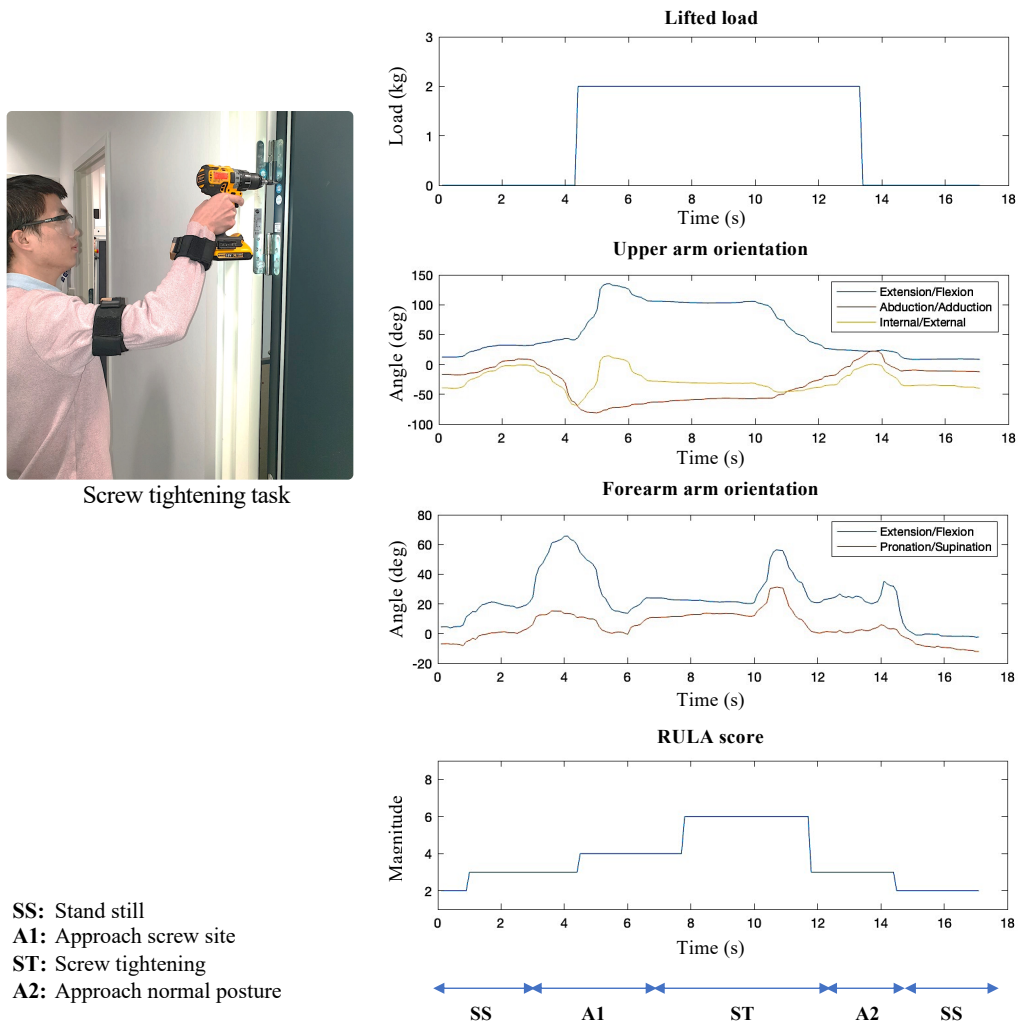 Lifted load
3
2
1
0
Load (kg)
0 2 4 6 8 10 12 14 16 18
Time (s)
Upper arm orientation
150
100
50
0
-50
-100
Angle (deg)
Extension/Flexion
Abduction/Adduction
Internal/External
0 2 4 6 8 10 12 14 16 18
Time (s)
Screw tightening task
Forearm arm orientation
80
60
40
20
0
-20
Angle (deg)
Extension/Flexion
Pronation/Supination
0 2 4 6 8 10 12 14 16 18
Time (s)
RULA score
8
6
4
2
Magnitude
0 2 4 6 8 10 12 14 16 18
Time (s)
SS: Stand still
A1: Approach screw site
ST: Screw tightening
A2: Approach normal posture
SS A1 ST A2 SS